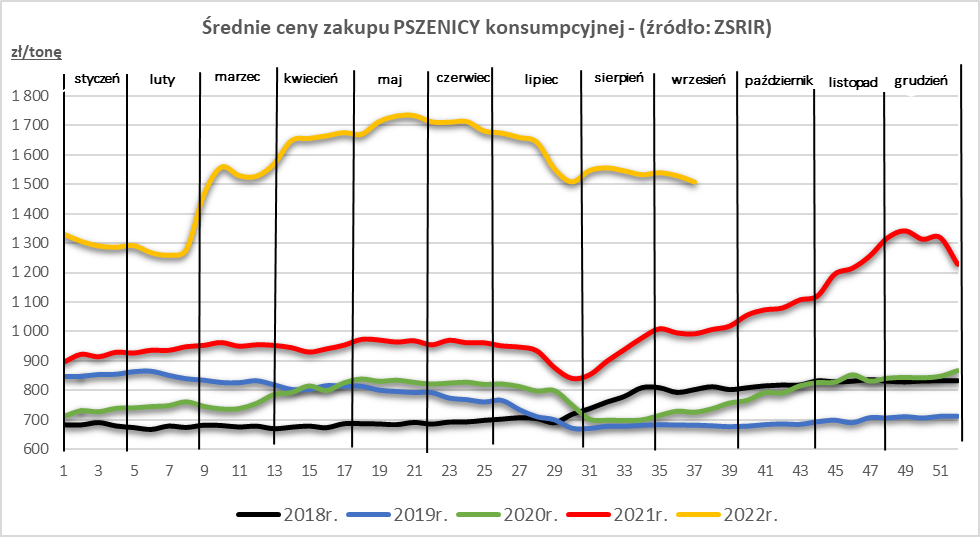 Średnie ceny zakupu PSZENICY konsumpcyjnej - (źródło: ZSRIR)
zł/tonę
styczeń luty marzec kwiecień maj czerwiec lipiec sierpień wrzesień październik listopad grudzień
1 800
1 700
1 600
1 500
1 400
1 300
1 200
1 100
1 000
900
800
700
600
1 3 5 7 9 11 13 15 17 19 21 23 25 27 29 31 33 35 37 39 41 43 45 47 49 51
2018r. 2019r. 2020r. 2021r. 2022r.